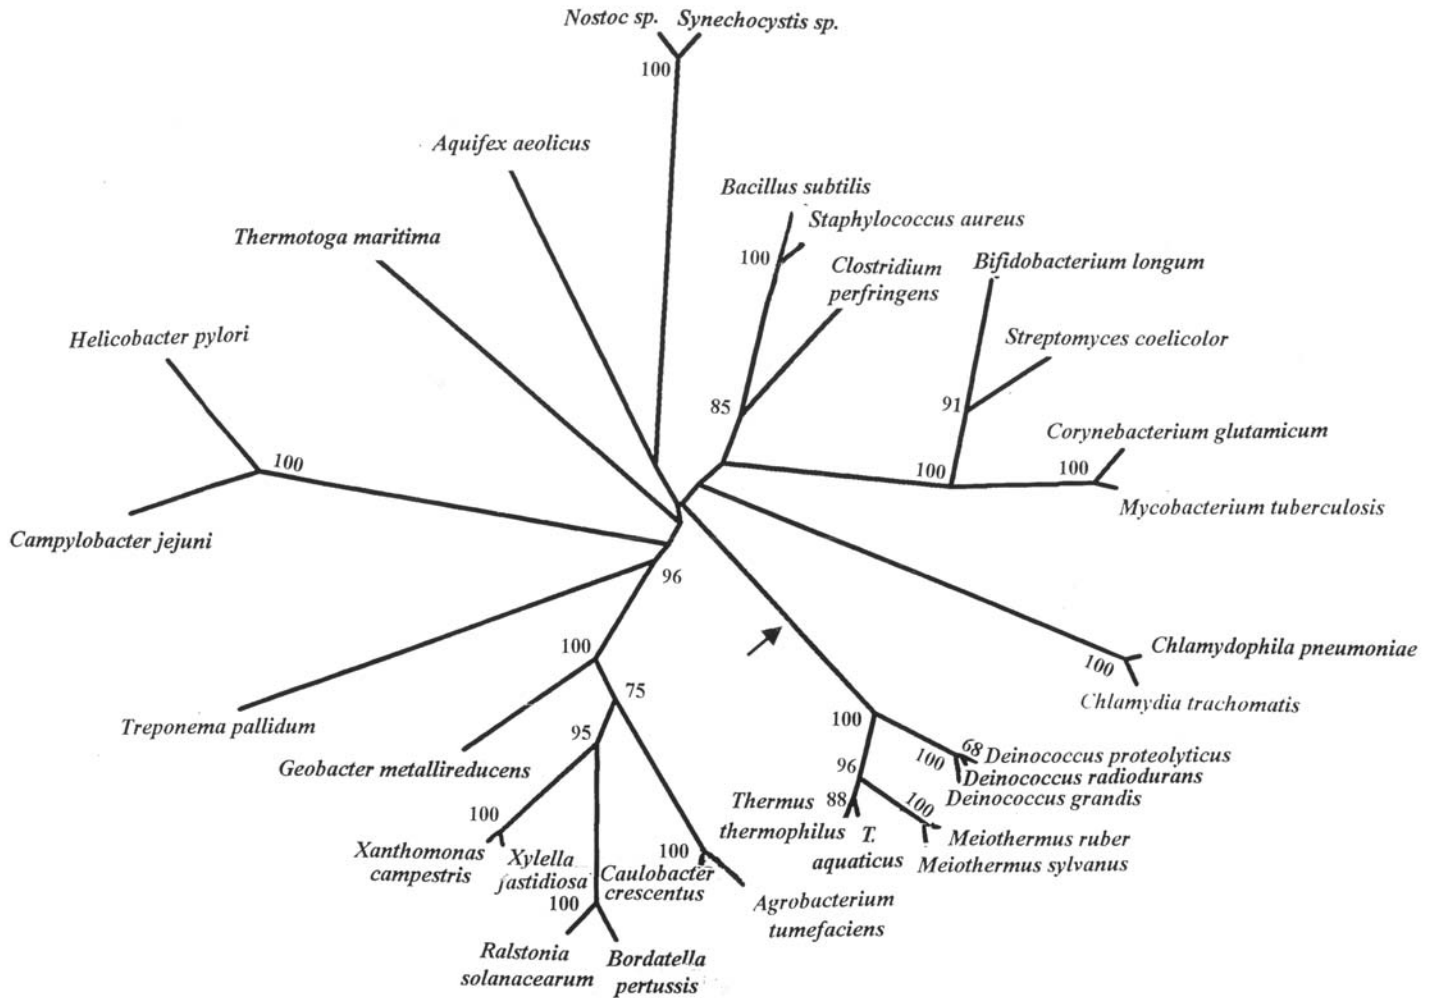 Nostoc sp. Synechocystis sp.
100
Aquifex aeolicus
Bacillus subtilis
Staphylococcus aureus
Thermotoga maritima
100
Clostridium
perfringens
Bifidobacterium longum
Helicobacter pylori
Streptomyces coelicolor
85
91
Corynebacterium glutamicum
100
100
100
Mycobacterium tuberculosis
Campylobacter jejuni
96
100
Chlamydophila pneumoniae
100
Chlamydia trachomatis
75
Treponema pallidum
100
95
68 Deinococcus proteolyticus
100
Deinococcus radiodurans
Geobacter metallireducens
96
Deinococcus grandis
Thermus
thermophilus
88
100
T.
aquaticus
Meiothermus ruber
Meiothermus sylvanus
100
Xanthomonas
campestris
Xylella
fastidiosa
100
Caulobacter
crescentus
Agrobacterium
tumefaciens
100
Ralstonia
solanacearum
Bordatella
pertussis